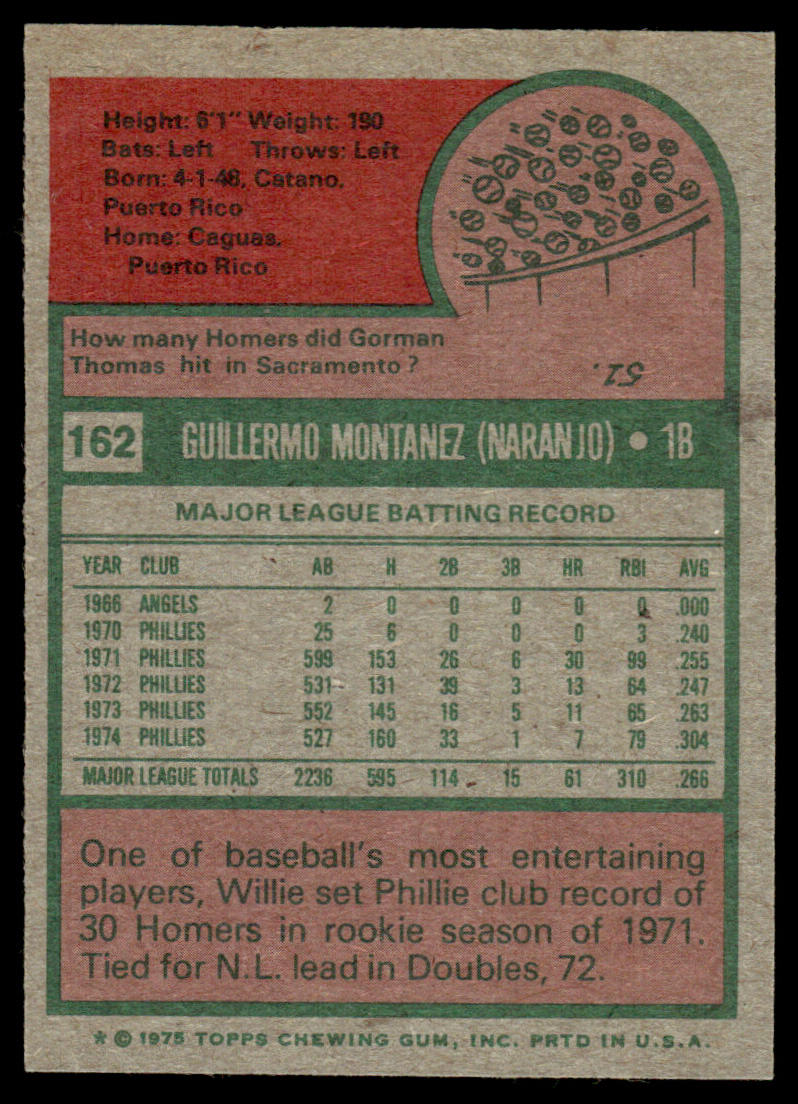 Height: 6'1" Weight: 190
Bats: Left Throws: Left
Born: 4-1-48, Catano,
Puerto Rico
Home: Caguas,
Puerto Rico
How many Homers did Gorman
Thomas hit in Sacramento?
51.
162 GUILLERMO MONTANEZ (NARANJO) • 1B
MAJOR LEAGUE BATTING RECORD
YEAR CLUB AB H 2B 3B HR RBI AVG
1966 ANGELS 2 0 0 0 0 0 .000
1970 PHILLIES 25 6 0 0 0 3 .240
1971 PHILLIES 599 153 26 6 30 99 .255
1972 PHILLIES 531 131 39 3 13 64 .247
1973 PHILLIES 552 145 16 5 11 65 .263
1974 PHILLIES 527 160 33 1 7 79 .304
MAJOR LEAGUE TOTALS 2236 595 114 15 61 310 .266
One of baseball's most entertaining
players, Willie set Phillie club record of
30 Homers in rookie season of 1971.
Tied for N.L. lead in Doubles, 72.
* © 1975 TOPPS CHEWING GUM, INC. PRTD IN U.S.A.